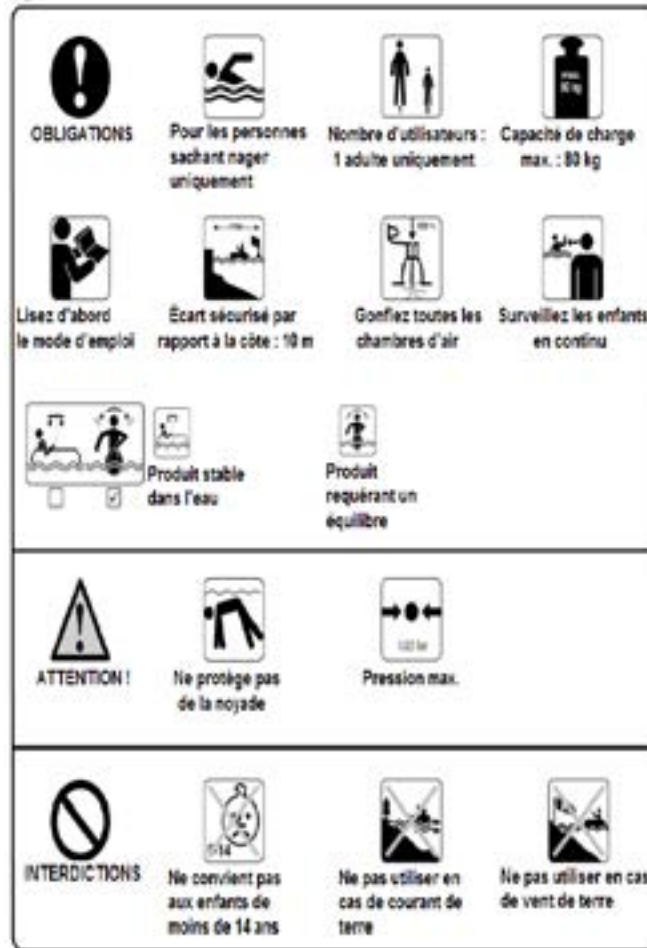 OBLIGATIONS
Pour les personnes
sachant nager
uniquement
Nombre d'utilisateurs :
1 adulte uniquement
Capacité de charge
max. : 80 kg
Lisez d'abord
le mode d'emploi
Écart sécurisé par
rapport à la côte : 10 m
Gonflez toutes les
chambres d'air
Surveillez les enfants
en continu
Produit stable
dans l'eau
Produit
requérant un
équilibre
ATTENTION !
Ne protège pas
de la noyade
Pression max.
INTERDICTIONS
0-14
Ne convient pas
aux enfants de
moins de 14 ans
Ne pas utiliser en
cas de courant de
terre
Ne pas utiliser en cas
de vent de terre